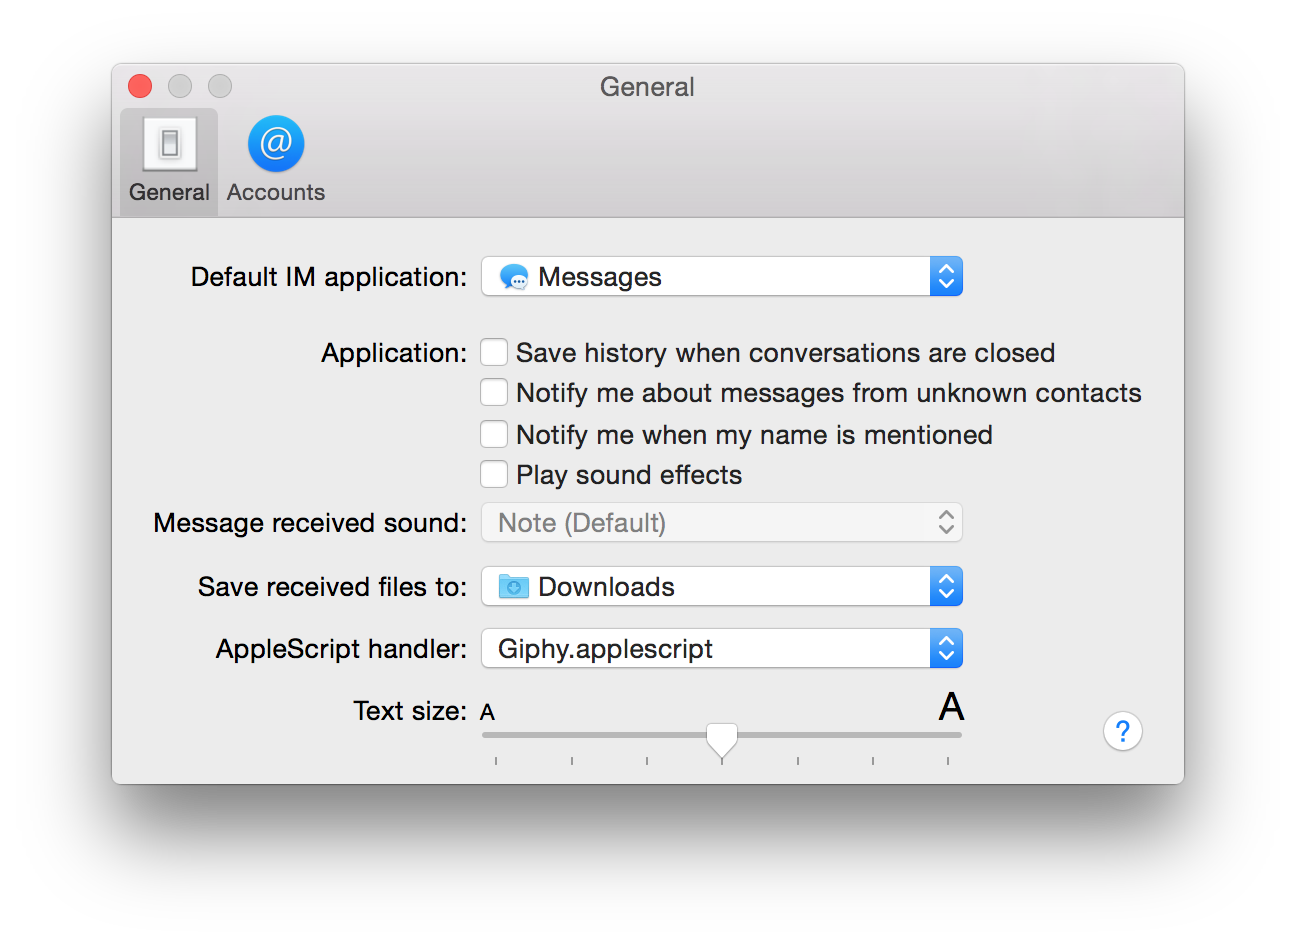 General
@
General Accounts
Default IM application: Messages
Application: Save history when conversations are closed
Notify me about messages from unknown contacts
Notify me when my name is mentioned
Play sound effects
Message received sound: Note (Default)
Save received files to: Downloads
AppleScript handler: Giphy.applescript
Text size: A A
?